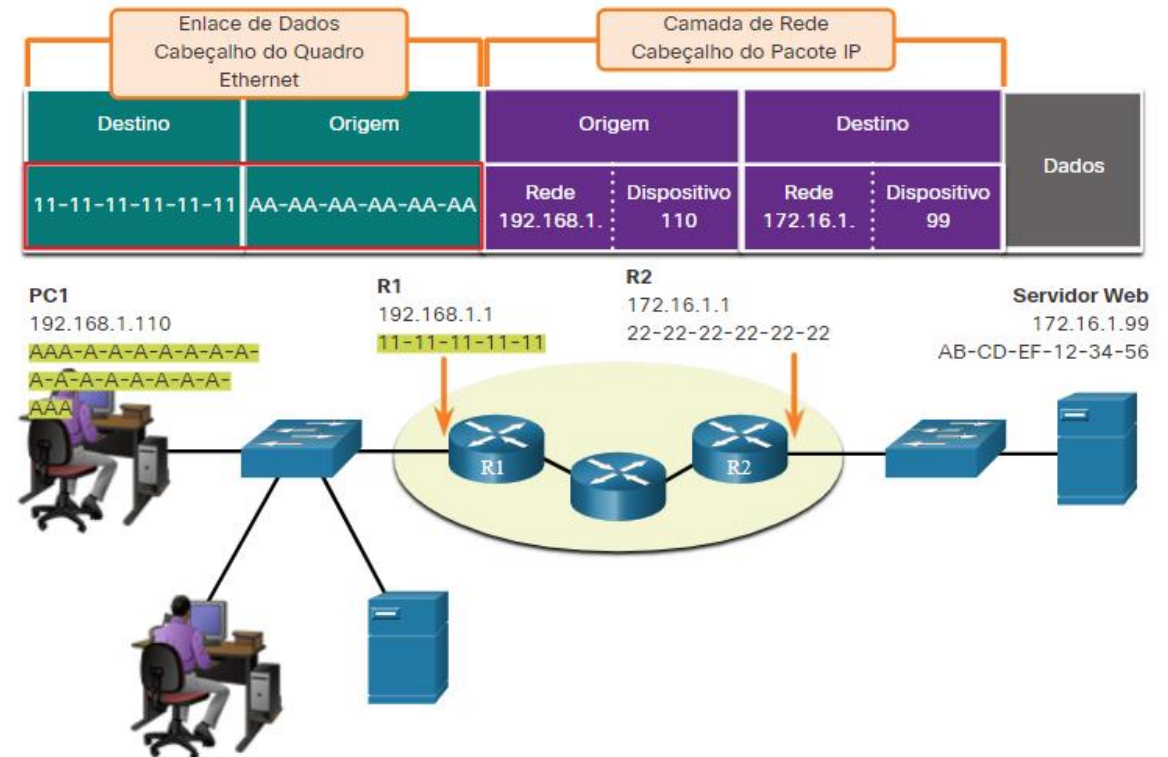 Enlace de Dados
Cabeçalho do Quadro
Ethernet
Camada de Rede
Cabeçalho do Pacote IP
Destino
Origem
Origem
Destino
Dados
11-11-11-11-11-11
AA-AA-AA-AA-AA-AA
Rede
192.168.1.
Dispositivo
110
Rede
172.16.1.
Dispositivo
99
PC1
192.168.1.110
AAA-A-A-A-A-A-A-A-
A-A-A-A-A-A-A-A-
AAA
R1
192.168.1.1
11-11-11-11-11
R2
172.16.1.1
22-22-22-22-22-22
Servidor Web
172.16.1.99
AB-CD-EF-12-34-56
R1
R2